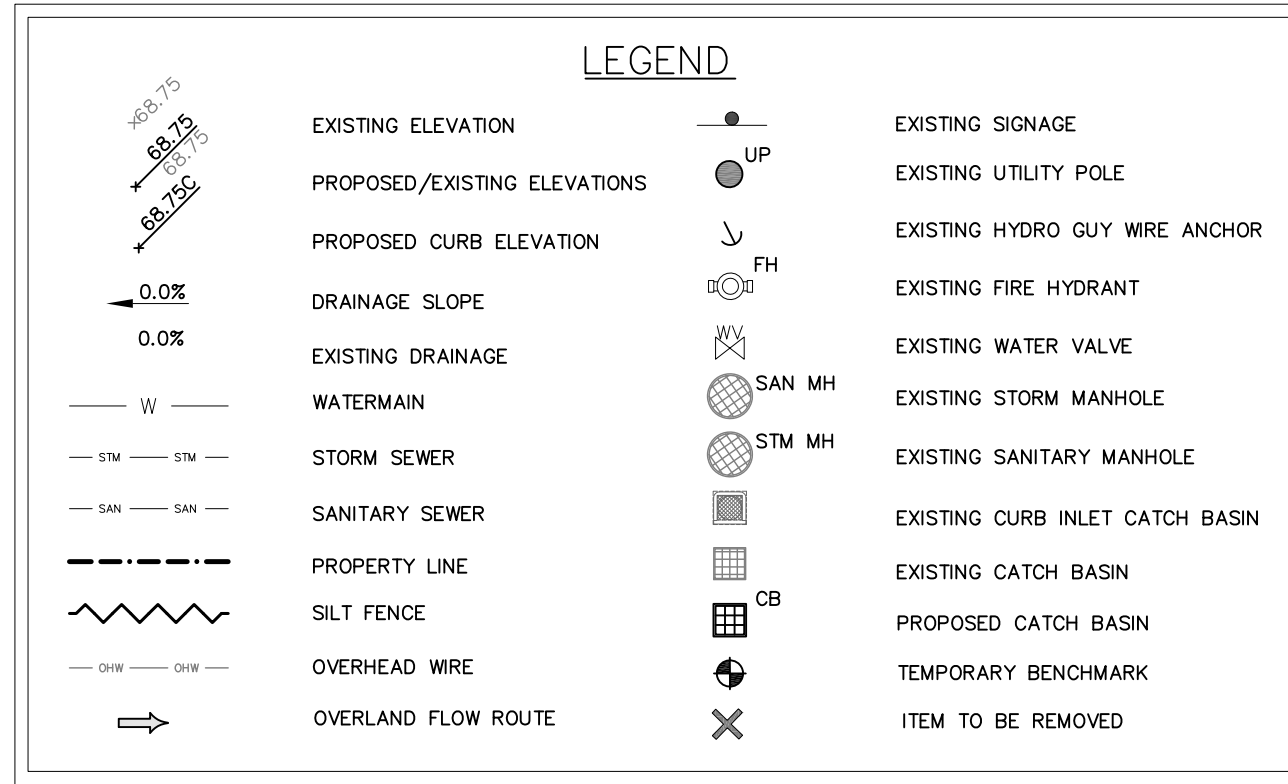 LEGEND
x68.75
EXISTING ELEVATION
68.75
68.75
PROPOSED/EXISTING ELEVATIONS
68.75C
PROPOSED CURB ELEVATION
0.0%
DRAINAGE SLOPE
0.0%
EXISTING DRAINAGE
W
WATERMAIN
STM STM
STORM SEWER
SAN SAN
SANITARY SEWER
PROPERTY LINE
SILT FENCE
OHW OHW
OVERHEAD WIRE
OVERLAND FLOW ROUTE
EXISTING SIGNAGE
UP
EXISTING UTILITY POLE
EXISTING HYDRO GUY WIRE ANCHOR
FH
EXISTING FIRE HYDRANT
WV
EXISTING WATER VALVE
SAN MH
EXISTING STORM MANHOLE
STM MH
EXISTING SANITARY MANHOLE
EXISTING CURB INLET CATCH BASIN
EXISTING CATCH BASIN
CB
PROPOSED CATCH BASIN
TEMPORARY BENCHMARK
ITEM TO BE REMOVED